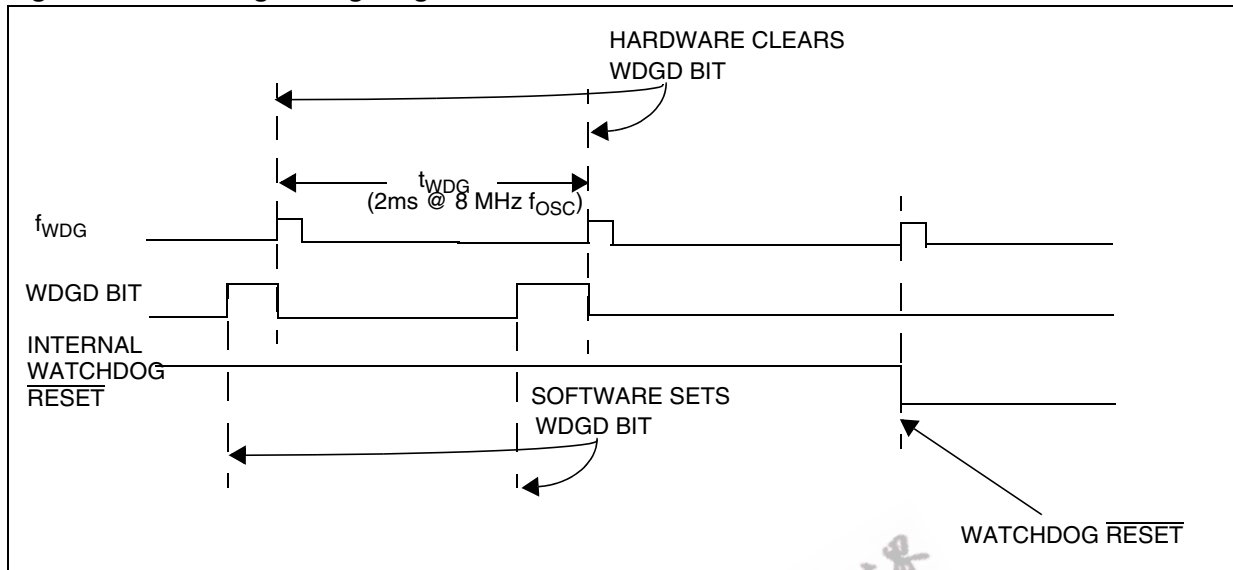 HARDWARE CLEARS
WDGD BIT
tWDG
(2ms @ 8 MHz fOSC)
fWDG
WDGD BIT
INTERNAL
WATCHDOG
RESET
SOFTWARE SETS
WDGD BIT
WATCHDOG RESET